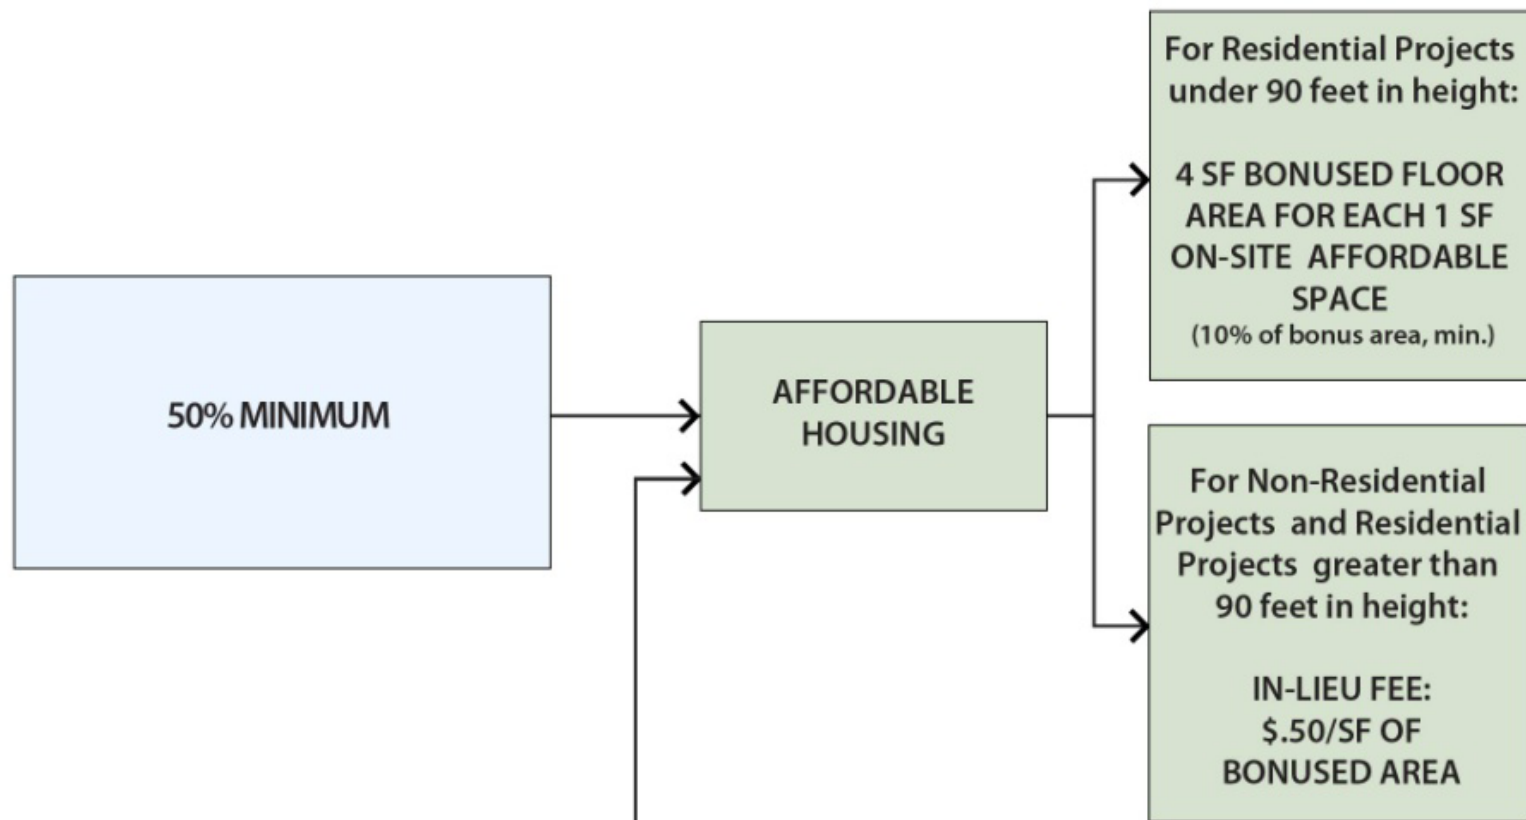 50% MINIMUM
AFFORDABLE
HOUSING
For Residential Projects
under 90 feet in height:
4 SF BONUSED FLOOR
AREA FOR EACH 1 SF
ON-SITE AFFORDABLE
SPACE
(10% of bonus area, min.)
For Non-Residential
Projects and Residential
Projects greater than
90 feet in height:
IN-LIEU FEE:
$.50/SF OF
BONUSED AREA